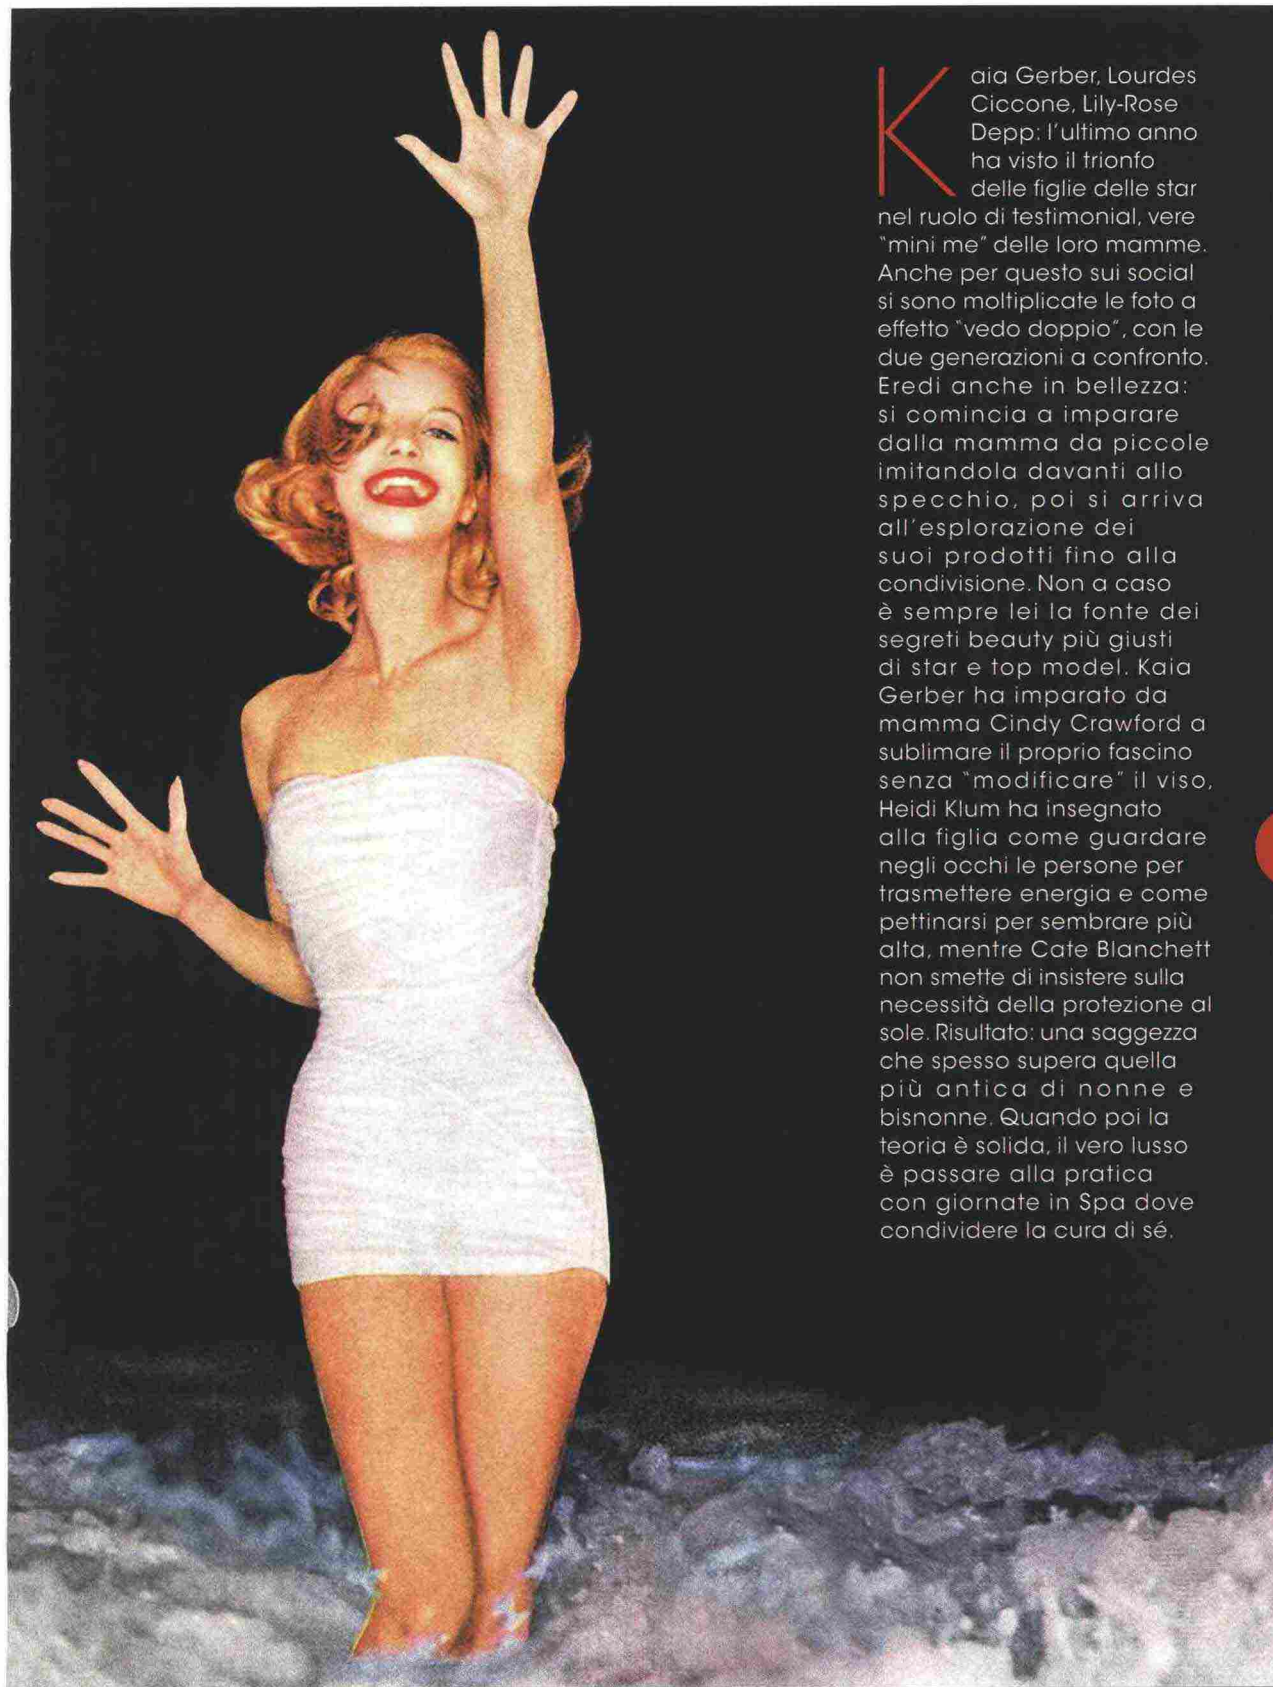 Kaia Gerber, Lourdes
Ciccone, Lily-Rose
Depp: l'ultimo anno
ha visto il trionfo
delle figlie delle star
nel ruolo di testimonial, vere
"mini me" delle loro mamme.
Anche per questo sui social
si sono moltiplicate le foto a
effetto "vedo doppio", con le
due generazioni a confronto.
Eredi anche in bellezza:
si comincia a imparare
dalla mamma da piccole
imitandola davanti allo
specchio, poi si arriva
all'esplorazione dei
suoi prodotti fino alla
condivisione. Non a caso
è sempre lei la fonte dei
segreti beauty più giusti
di star e top model. Kaia
Gerber ha imparato da
mamma Cindy Crawford a
sublimare il proprio fascino
senza "modificare" il viso,
Heidi Klum ha insegnato
alla figlia come guardare
negli occhi le persone per
trasmettere energia e come
pettinarsi per sembrare più
alta, mentre Cate Blanchett
non smette di insistere sulla
necessità della protezione al
sole. Risultato: una saggezza
che spesso supera quella
più antica di nonne e
bisnonne. Quando poi la
teoria è solida, il vero lusso
è passare alla pratica
con giornate in Spa dove
condividere la cura di sé.